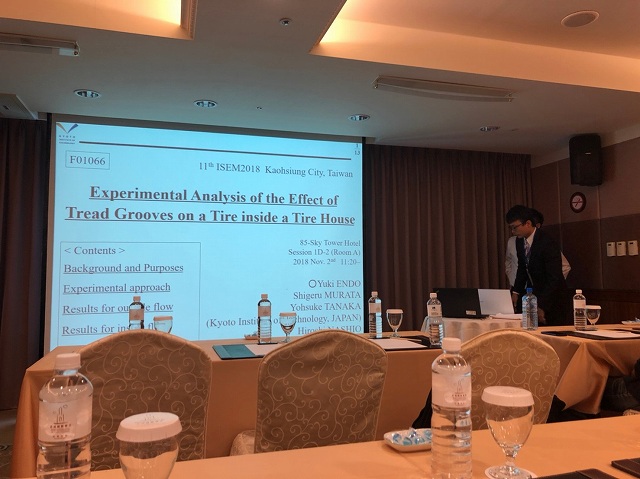 F01066
11th ISEM2018 Kaohsiung City, Taiwan
Experimental Analysis of the Effect of
Tread Grooves on a Tire inside a Tire House
< Contents >
Background and Purposes
Experimental approach
Results for flow
Results for flow
85-Sky Tower Hotel
Session 1D-2 (Room A)
2018 Nov. 2nd 11:20-
○Yuki ENDO
Shigeru MURATA
Yohsuke TANAKA
(Kyoto Institute of Technology, JAPAN)